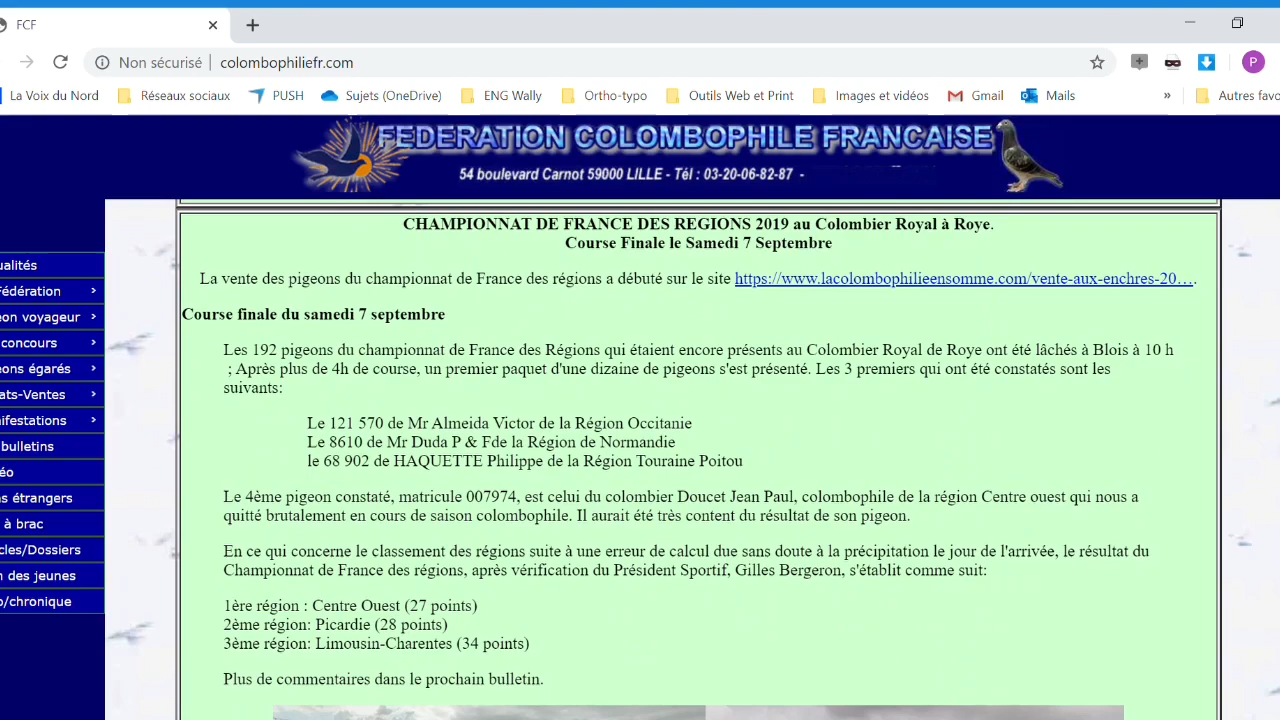 FCF
Non sécurisé | colombophiliefr.com
La Voix du Nord Réseaux sociaux PUSH Sujets (OneDrive) ENG Wally Ortho-typo Outils Web et Print Images et vidéos Gmail Mails » Autres favo
P
FEDERATION COLOMBOPHILE FRANCAISE
54 boulevard Carnot 59000 LILLE - Tél : 03-20-06-82-87 -
ualités
Fédération
eon voyageur
concours
eons égarés
ats-Ventes
nifestations
bulletins
éo
s étrangers
à brac
cles/Dossiers
n des jeunes
o/chronique
CHAMPIONNAT DE FRANCE DES REGIONS 2019 au Colombier Royal à Roye.
Course Finale le Samedi 7 Septembre
La vente des pigeons du championnat de France des régions a débuté sur le site https://www.lacolombophilieensomme.com/vente-aux-enchres-20….
Course finale du samedi 7 septembre
Les 192 pigeons du championnat de France des Régions qui étaient encore présents au Colombier Royal de Roye ont été lâchés à Blois à 10 h
; Après plus de 4h de course, un premier paquet d'une dizaine de pigeons s'est présenté. Les 3 premiers qui ont été constatés sont les
suivants:
Le 121 570 de Mr Almeida Victor de la Région Occitanie
Le 8610 de Mr Duda P & Fde la Région de Normandie
le 68 902 de HAQUETTE Philippe de la Région Touraine Poitou
Le 4ème pigeon constaté, matricule 007974, est celui du colombier Doucet Jean Paul, colombophile de la région Centre ouest qui nous a
quitté brutalement en cours de saison colombophile. Il aurait été très content du résultat de son pigeon.
En ce qui concerne le classement des régions suite à une erreur de calcul due sans doute à la précipitation le jour de l'arrivée, le résultat du
Championnat de France des régions, après vérification du Président Sportif, Gilles Bergeron, s'établit comme suit:
1ère région : Centre Ouest (27 points)
2ème région: Picardie (28 points)
3ème région: Limousin-Charentes (34 points)
Plus de commentaires dans le prochain bulletin.